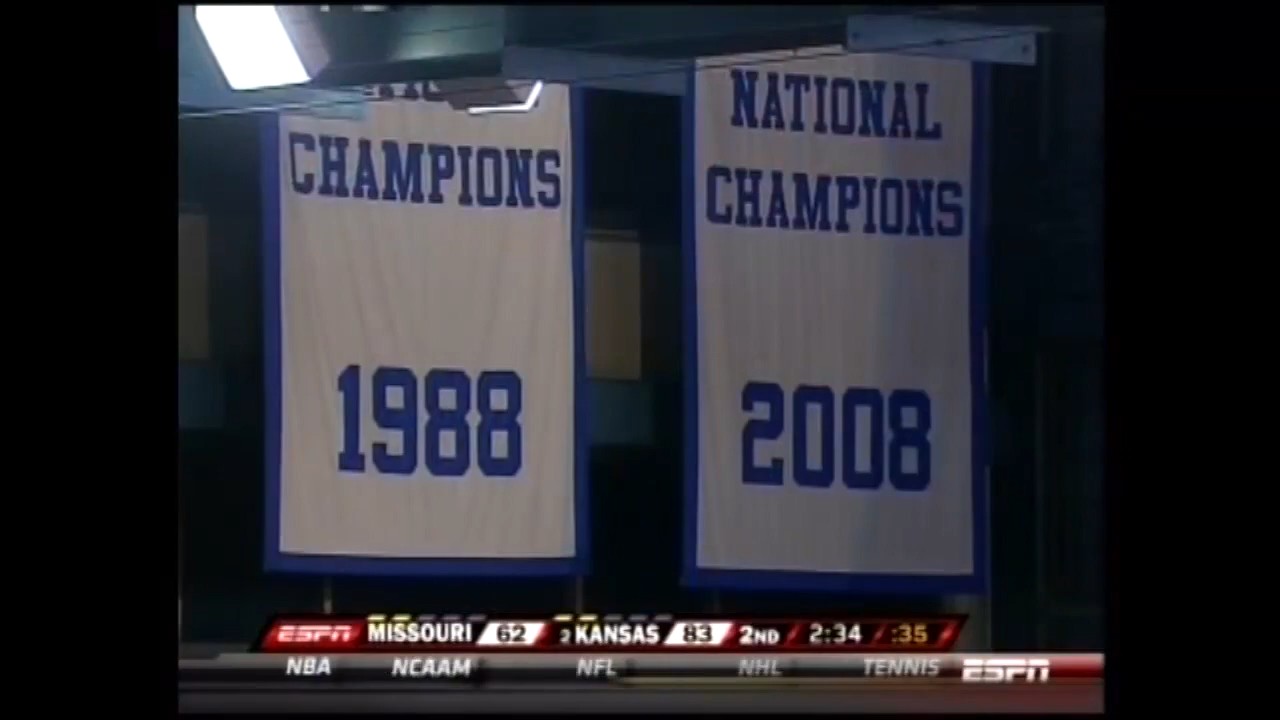 CHAMPIONS
1988
NATIONAL
CHAMPIONS
2008
ESPN MISSOURI 62 2 KANSAS 83 2ND 2:34 :35
NBA NCAAM NFL NHL TENNIS ESPN